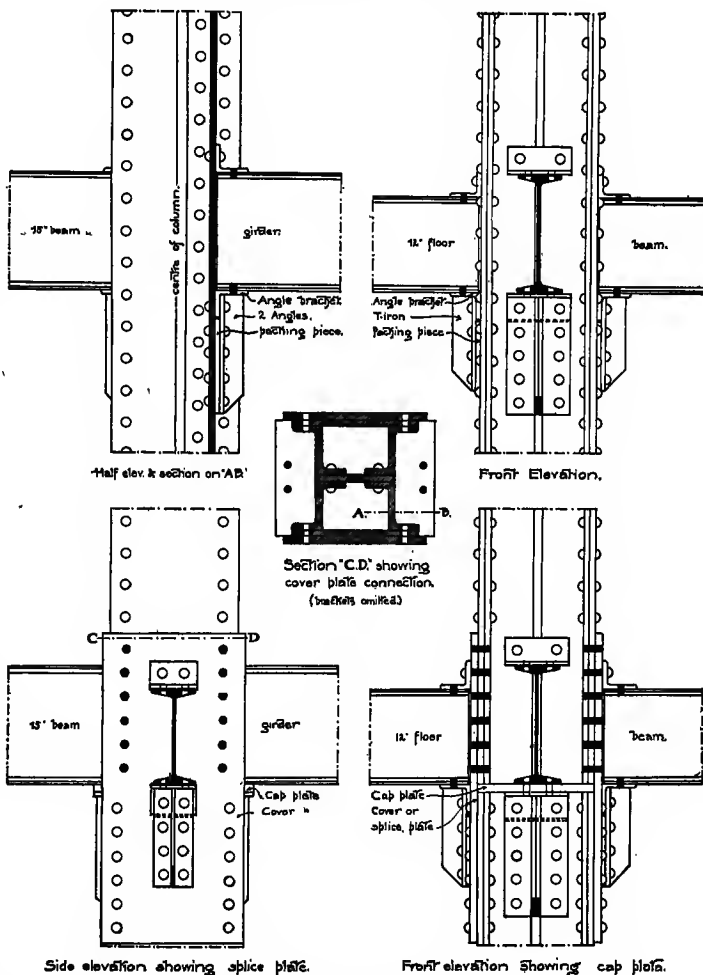 15" beam
centre of column.
girder
Angle bracket
2 Angles.
packing piece.
Half elev. & section on "AB."
12" floor
beam.
Angle bracket
T-iron
Packing piece
Front Elevation.
A.
B.
Section "C.D." showing
cover plate connection.
(brackets omitted.)
C
D
15" beam
girder
Cap plate
Cover "
Side elevation showing splice plate.
12" floor
beam.
Cap plate
Cover or
splice, plate
Front elevation showing cap plate.